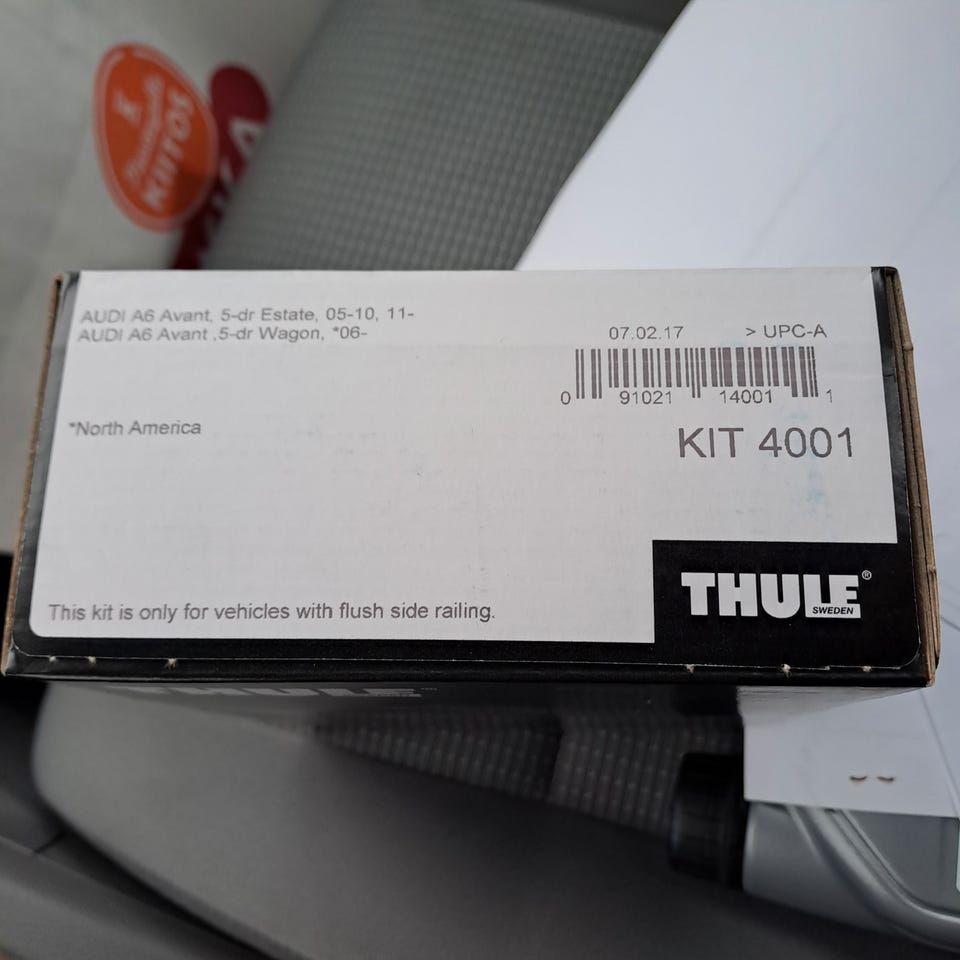 KIITOS
AUDI A6 Avant, 5-dr Estate, 05-10, 11-
AUDI A6 Avant ,5-dr Wagon, *06-
07.02.17 > UPC-A
0 91021 14001 1
*North America
KIT 4001
THULE®
SWEDEN
This kit is only for vehicles with flush side railing.
THULE